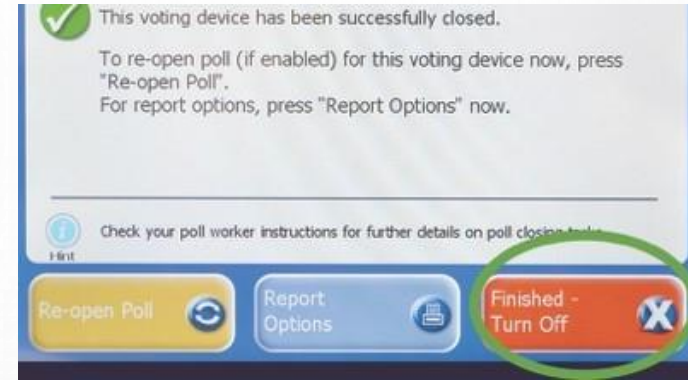 This voting device has been successfully closed.
To re-open poll (if enabled) for this voting device now, press
"Re-open Poll".
For report options, press "Report Options" now.
Check your poll worker instructions for further details on poll closing tasks.
Hint
Re-open Poll
Report
Options
Finished -
Turn Off